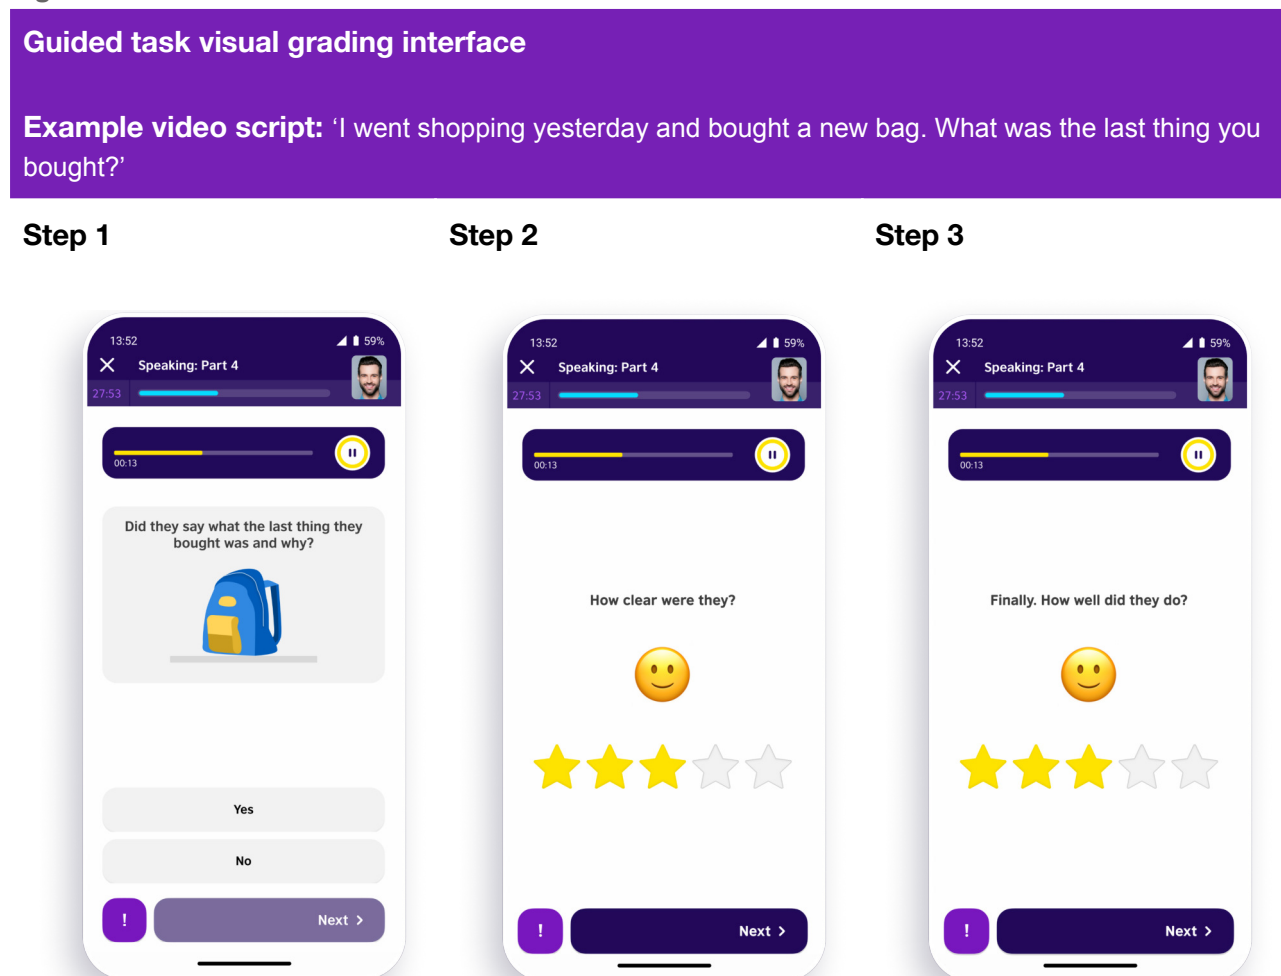 Guided task visual grading interface
Example video script: ‘I went shopping yesterday and bought a new bag. What was the last thing you
bought?’
Step 1
Step 2
Step 3
13:52
59%
Speaking: Part 4
27:53
00:13
Did they say what the last thing they
bought was and why?
Yes
No
!
Next >
13:52
59%
Speaking: Part 4
27:53
00:13
How clear were they?
!
Next >
13:52
59%
Speaking: Part 4
27:53
00:13
Finally. How well did they do?
!
Next >